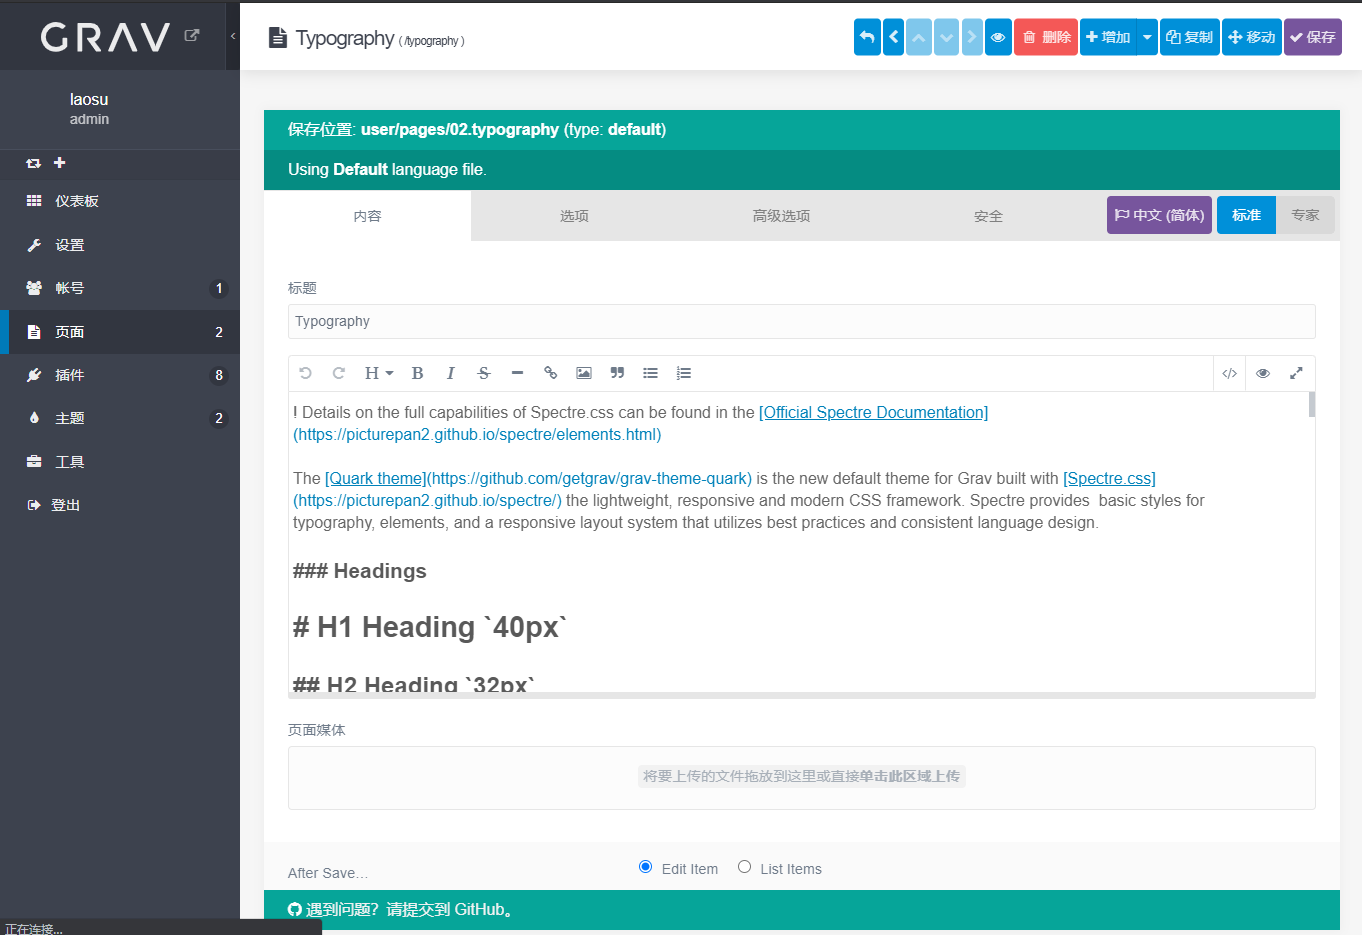 GRAV
Typography ( /typography )
删除
增加
复制
移动
保存
laosu
admin
仪表板
设置
帐号 1
页面 2
插件 8
主题 2
工具
登出
保存位置: user/pages/02.typography (type: default)
Using Default language file.
内容
选项
高级选项
安全
中文 (简体)
标准
专家
标题
Typography
H B I S
! Details on the full capabilities of Spectre.css can be found in the [Official Spectre Documentation]
(https://picturepan2.github.io/spectre/elements.html)
The [Quark theme](https://github.com/getgrav/grav-theme-quark) is the new default theme for Grav built with [Spectre.css]
(https://picturepan2.github.io/spectre/) the lightweight, responsive and modern CSS framework. Spectre provides  basic styles for
typography, elements, and a responsive layout system that utilizes best practices and consistent language design.
### Headings
# H1 Heading `40px`
## H2 Heading `32px`
页面媒体
将要上传的文件拖放到这里或直接单击此区域上传
After Save...
Edit Item
List Items
遇到问题？请提交到 GitHub。
正在连接...